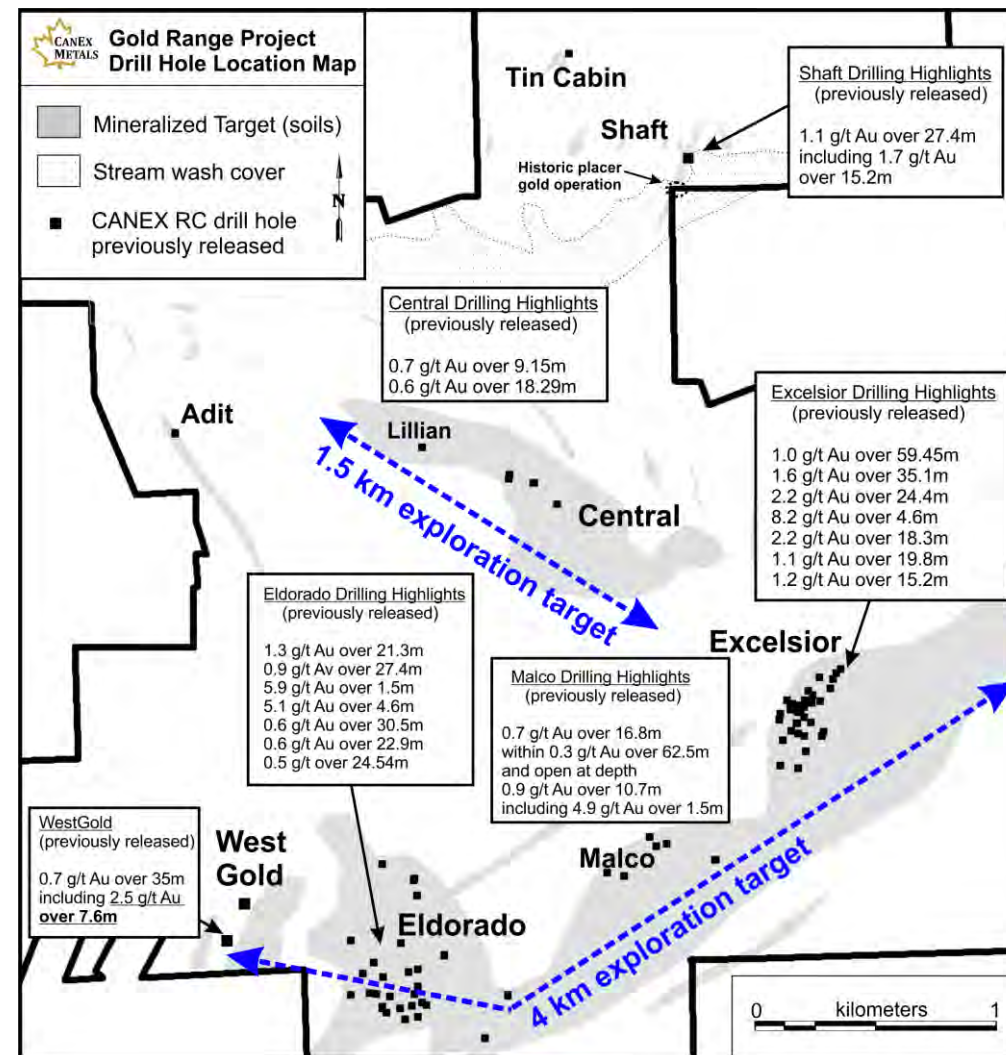 CANEX
METALS
Gold Range Project
Drill Hole Location Map
Mineralized Target (soils)
Stream wash cover
CANEX RC drill hole
previously released
N
Tin Cabin
Shaft
Historic placer
gold operation
Shaft Drilling Highlights
(previously released)
1.1 g/t Au over 27.4m
including 1.7 g/t Au
over 15.2m
Central Drilling Highlights
(previously released)
0.7 g/t Au over 9.15m
0.6 g/t Au over 18.29m
Excelsior Drilling Highlights
(previously released)
1.0 g/t Au over 59.45m
1.6 g/t Au over 35.1m
2.2 g/t Au over 24.4m
8.2 g/t Au over 4.6m
2.2 g/t Au over 18.3m
1.1 g/t Au over 19.8m
1.2 g/t Au over 15.2m
Adit
Lillian
1.5 km exploration target
Central
Eldorado Drilling Highlights
(previously released)
1.3 g/t Au over 21.3m
0.9 g/t Av over 27.4m
5.9 g/t Au over 1.5m
5.1 g/t Au over 4.6m
0.6 g/t Au over 30.5m
0.6 g/t Au over 22.9m
0.5 g/t over 24.54m
Excelsior
Malco Drilling Highlights
(previously released)
0.7 g/t Au over 16.8m
within 0.3 g/t Au over 62.5m
and open at depth
0.9 g/t Au over 10.7m
including 4.9 g/t Au over 1.5m
WestGold
(previously released)
0.7 g/t Au over 35m
including 2.5 g/t Au
over 7.6m
West
Gold
Malco
Eldorado
4 km exploration target
0 kilometers 1